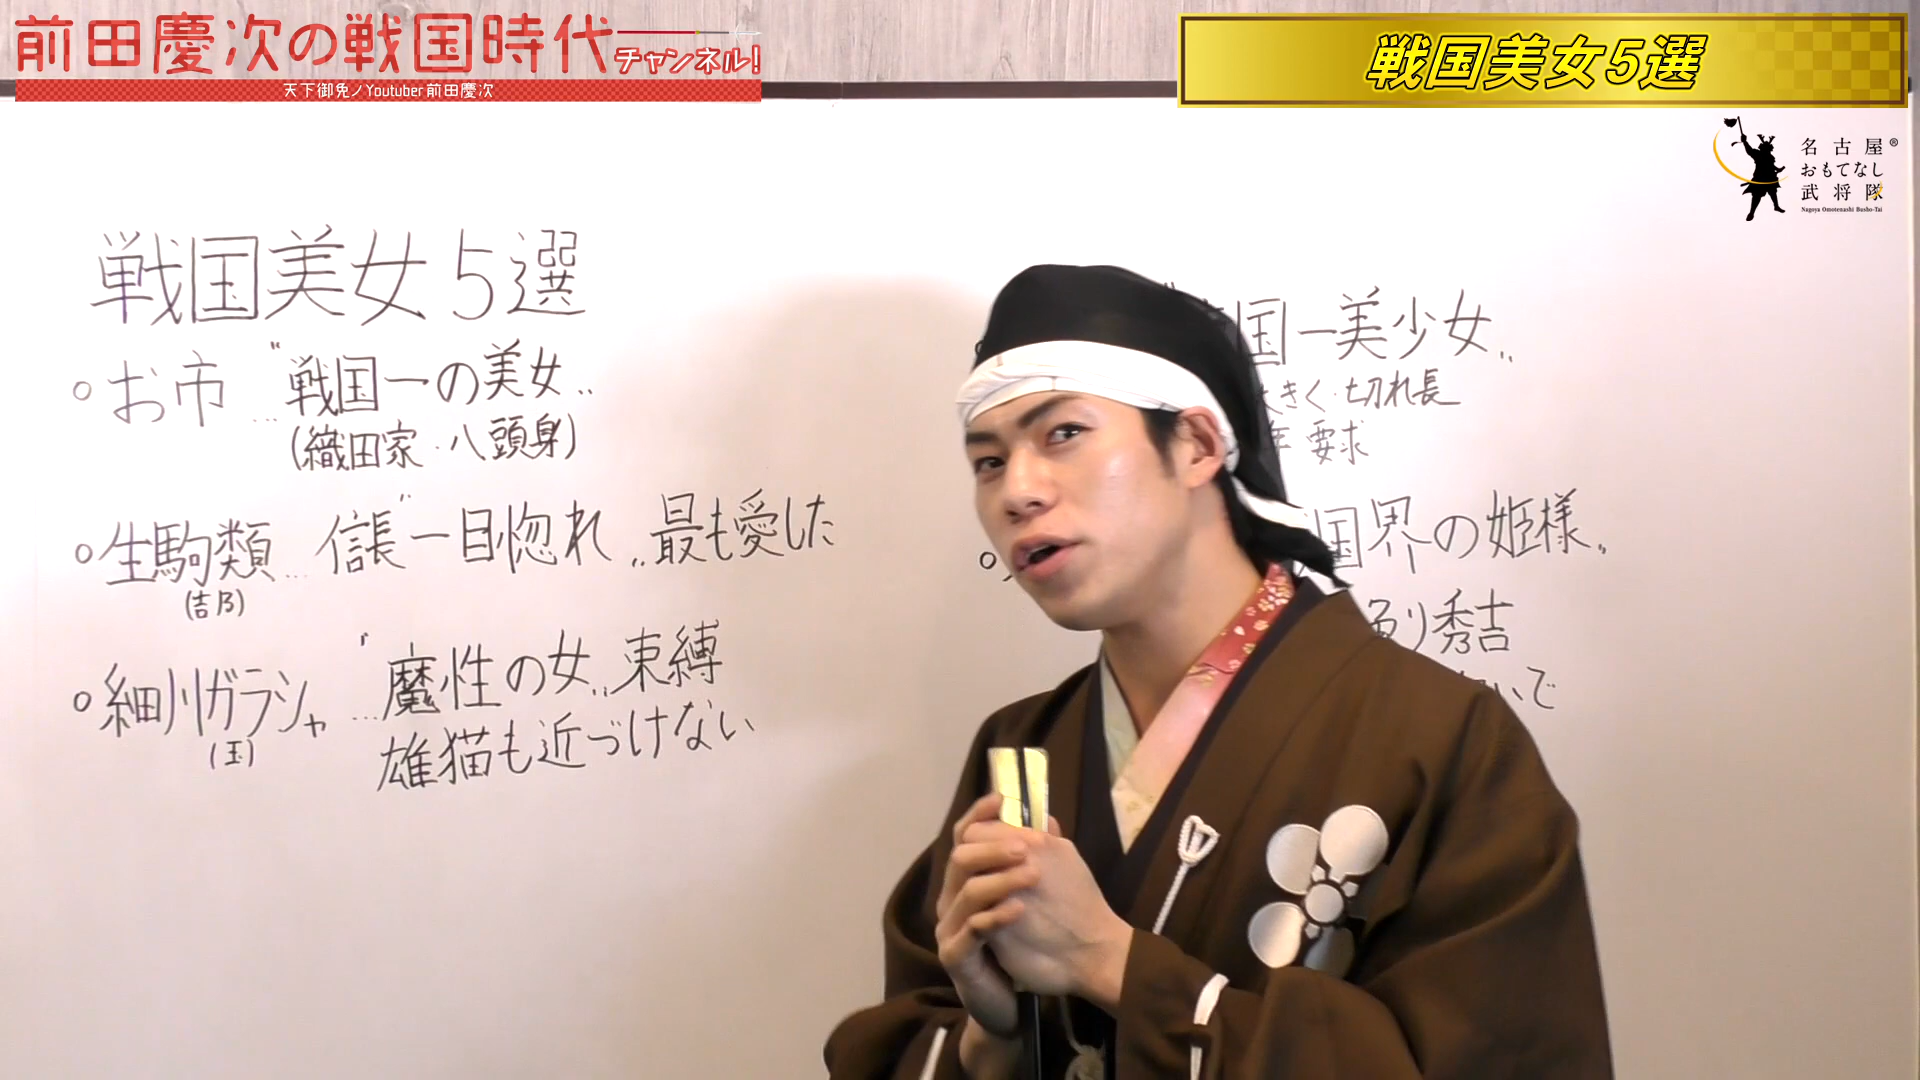 前田慶次の戦国時代チャンネル!
天下御免ノYoutuber前田慶次
戦国美女5選
名古屋®
おもてなし
武将隊
Nagoya Omotenashi Busho-Tai
戦国美女5選
○お市…"戦国一の美女"
(織田家・八頭身)
○生駒類…信長"一目惚れ"最も愛した
(吉乃)
○細川ガラシャ…"魔性の女"束縛
(玉)
雄猫も近づけない
国一美少女"
きく・切れ長
年要求
国界の姫様"
り秀吉
いで